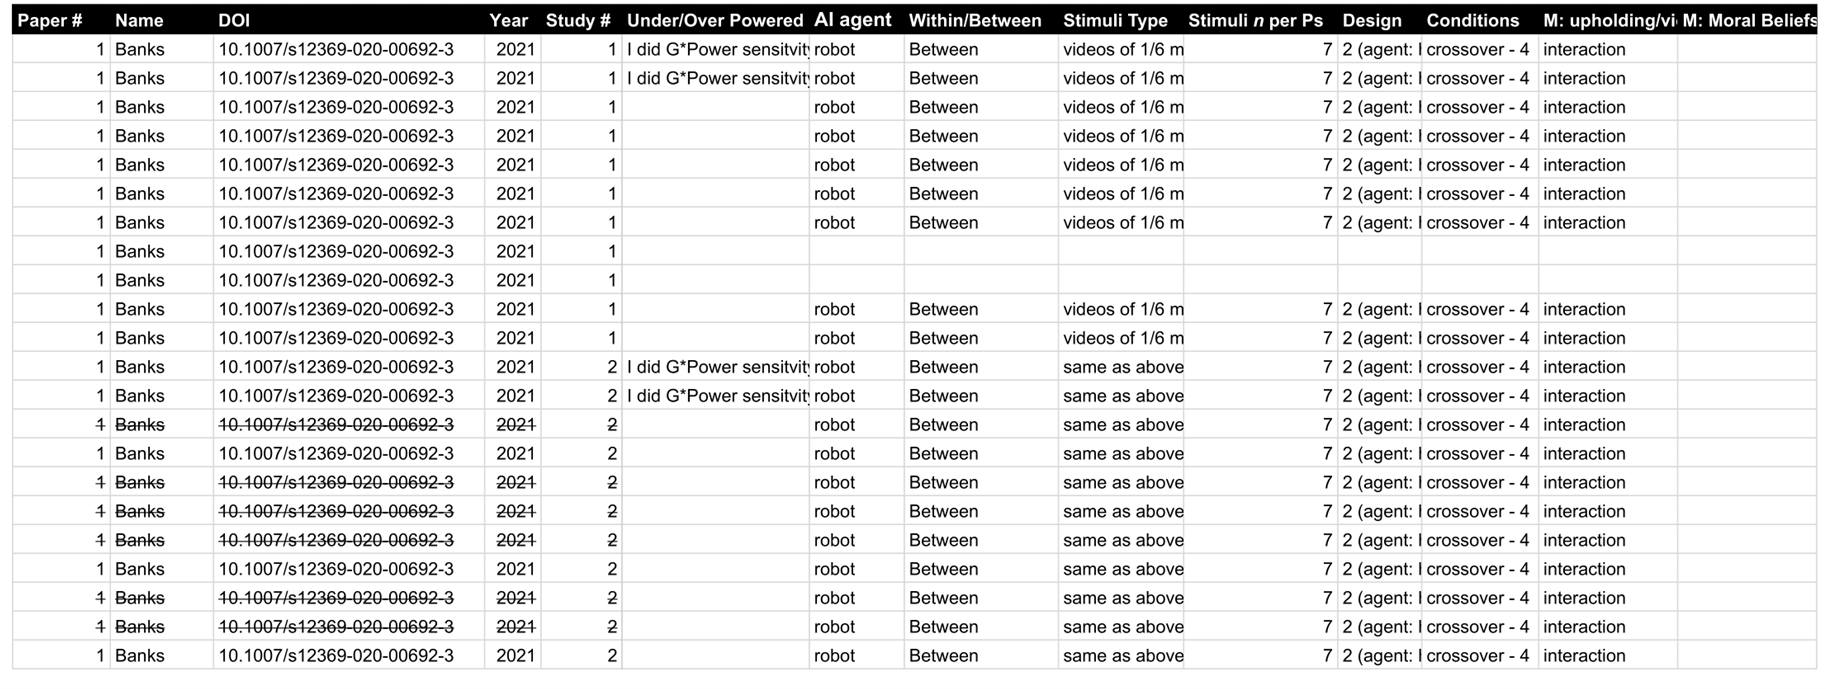 Paper # Name DOI Year Study # Under/Over Powered AI agent Within/Between Stimuli Type Stimuli n per Ps Design Conditions M: upholding/vi M: Moral Beliefs
1 Banks 10.1007/s12369-020-00692-3 2021 1 I did G*Power sensitvity robot Between videos of 1/6 m 7 2 (agent: crossover - 4 interaction
1 Banks 10.1007/s12369-020-00692-3 2021 1 I did G*Power sensitvity robot Between videos of 1/6 m 7 2 (agent: crossover - 4 interaction
1 Banks 10.1007/s12369-020-00692-3 2021 1 robot Between videos of 1/6 m 7 2 (agent: crossover - 4 interaction
1 Banks 10.1007/s12369-020-00692-3 2021 1 robot Between videos of 1/6 m 7 2 (agent: crossover - 4 interaction
1 Banks 10.1007/s12369-020-00692-3 2021 1 robot Between videos of 1/6 m 7 2 (agent: crossover - 4 interaction
1 Banks 10.1007/s12369-020-00692-3 2021 1 robot Between videos of 1/6 m 7 2 (agent: crossover - 4 interaction
1 Banks 10.1007/s12369-020-00692-3 2021 1 robot Between videos of 1/6 m 7 2 (agent: crossover - 4 interaction
1 Banks 10.1007/s12369-020-00692-3 2021 1
1 Banks 10.1007/s12369-020-00692-3 2021 1
1 Banks 10.1007/s12369-020-00692-3 2021 1 robot Between videos of 1/6 m 7 2 (agent: crossover - 4 interaction
1 Banks 10.1007/s12369-020-00692-3 2021 1 robot Between videos of 1/6 m 7 2 (agent: crossover - 4 interaction
1 Banks 10.1007/s12369-020-00692-3 2021 2 I did G*Power sensitvity robot Between same as above 7 2 (agent: crossover - 4 interaction
1 Banks 10.1007/s12369-020-00692-3 2021 2 I did G*Power sensitvity robot Between same as above 7 2 (agent: crossover - 4 interaction
1 Banks 10.1007/s12369-020-00692-3 2021 2 robot Between same as above 7 2 (agent: crossover - 4 interaction
1 Banks 10.1007/s12369-020-00692-3 2021 2 robot Between same as above 7 2 (agent: crossover - 4 interaction
1 Banks 10.1007/s12369-020-00692-3 2021 2 robot Between same as above 7 2 (agent: crossover - 4 interaction
1 Banks 10.1007/s12369-020-00692-3 2021 2 robot Between same as above 7 2 (agent: crossover - 4 interaction
1 Banks 10.1007/s12369-020-00692-3 2021 2 robot Between same as above 7 2 (agent: crossover - 4 interaction
1 Banks 10.1007/s12369-020-00692-3 2021 2 robot Between same as above 7 2 (agent: crossover - 4 interaction
1 Banks 10.1007/s12369-020-00692-3 2021 2 robot Between same as above 7 2 (agent: crossover - 4 interaction
1 Banks 10.1007/s12369-020-00692-3 2021 2 robot Between same as above 7 2 (agent: crossover - 4 interaction
1 Banks 10.1007/s12369-020-00692-3 2021 2 robot Between same as above 7 2 (agent: crossover - 4 interaction